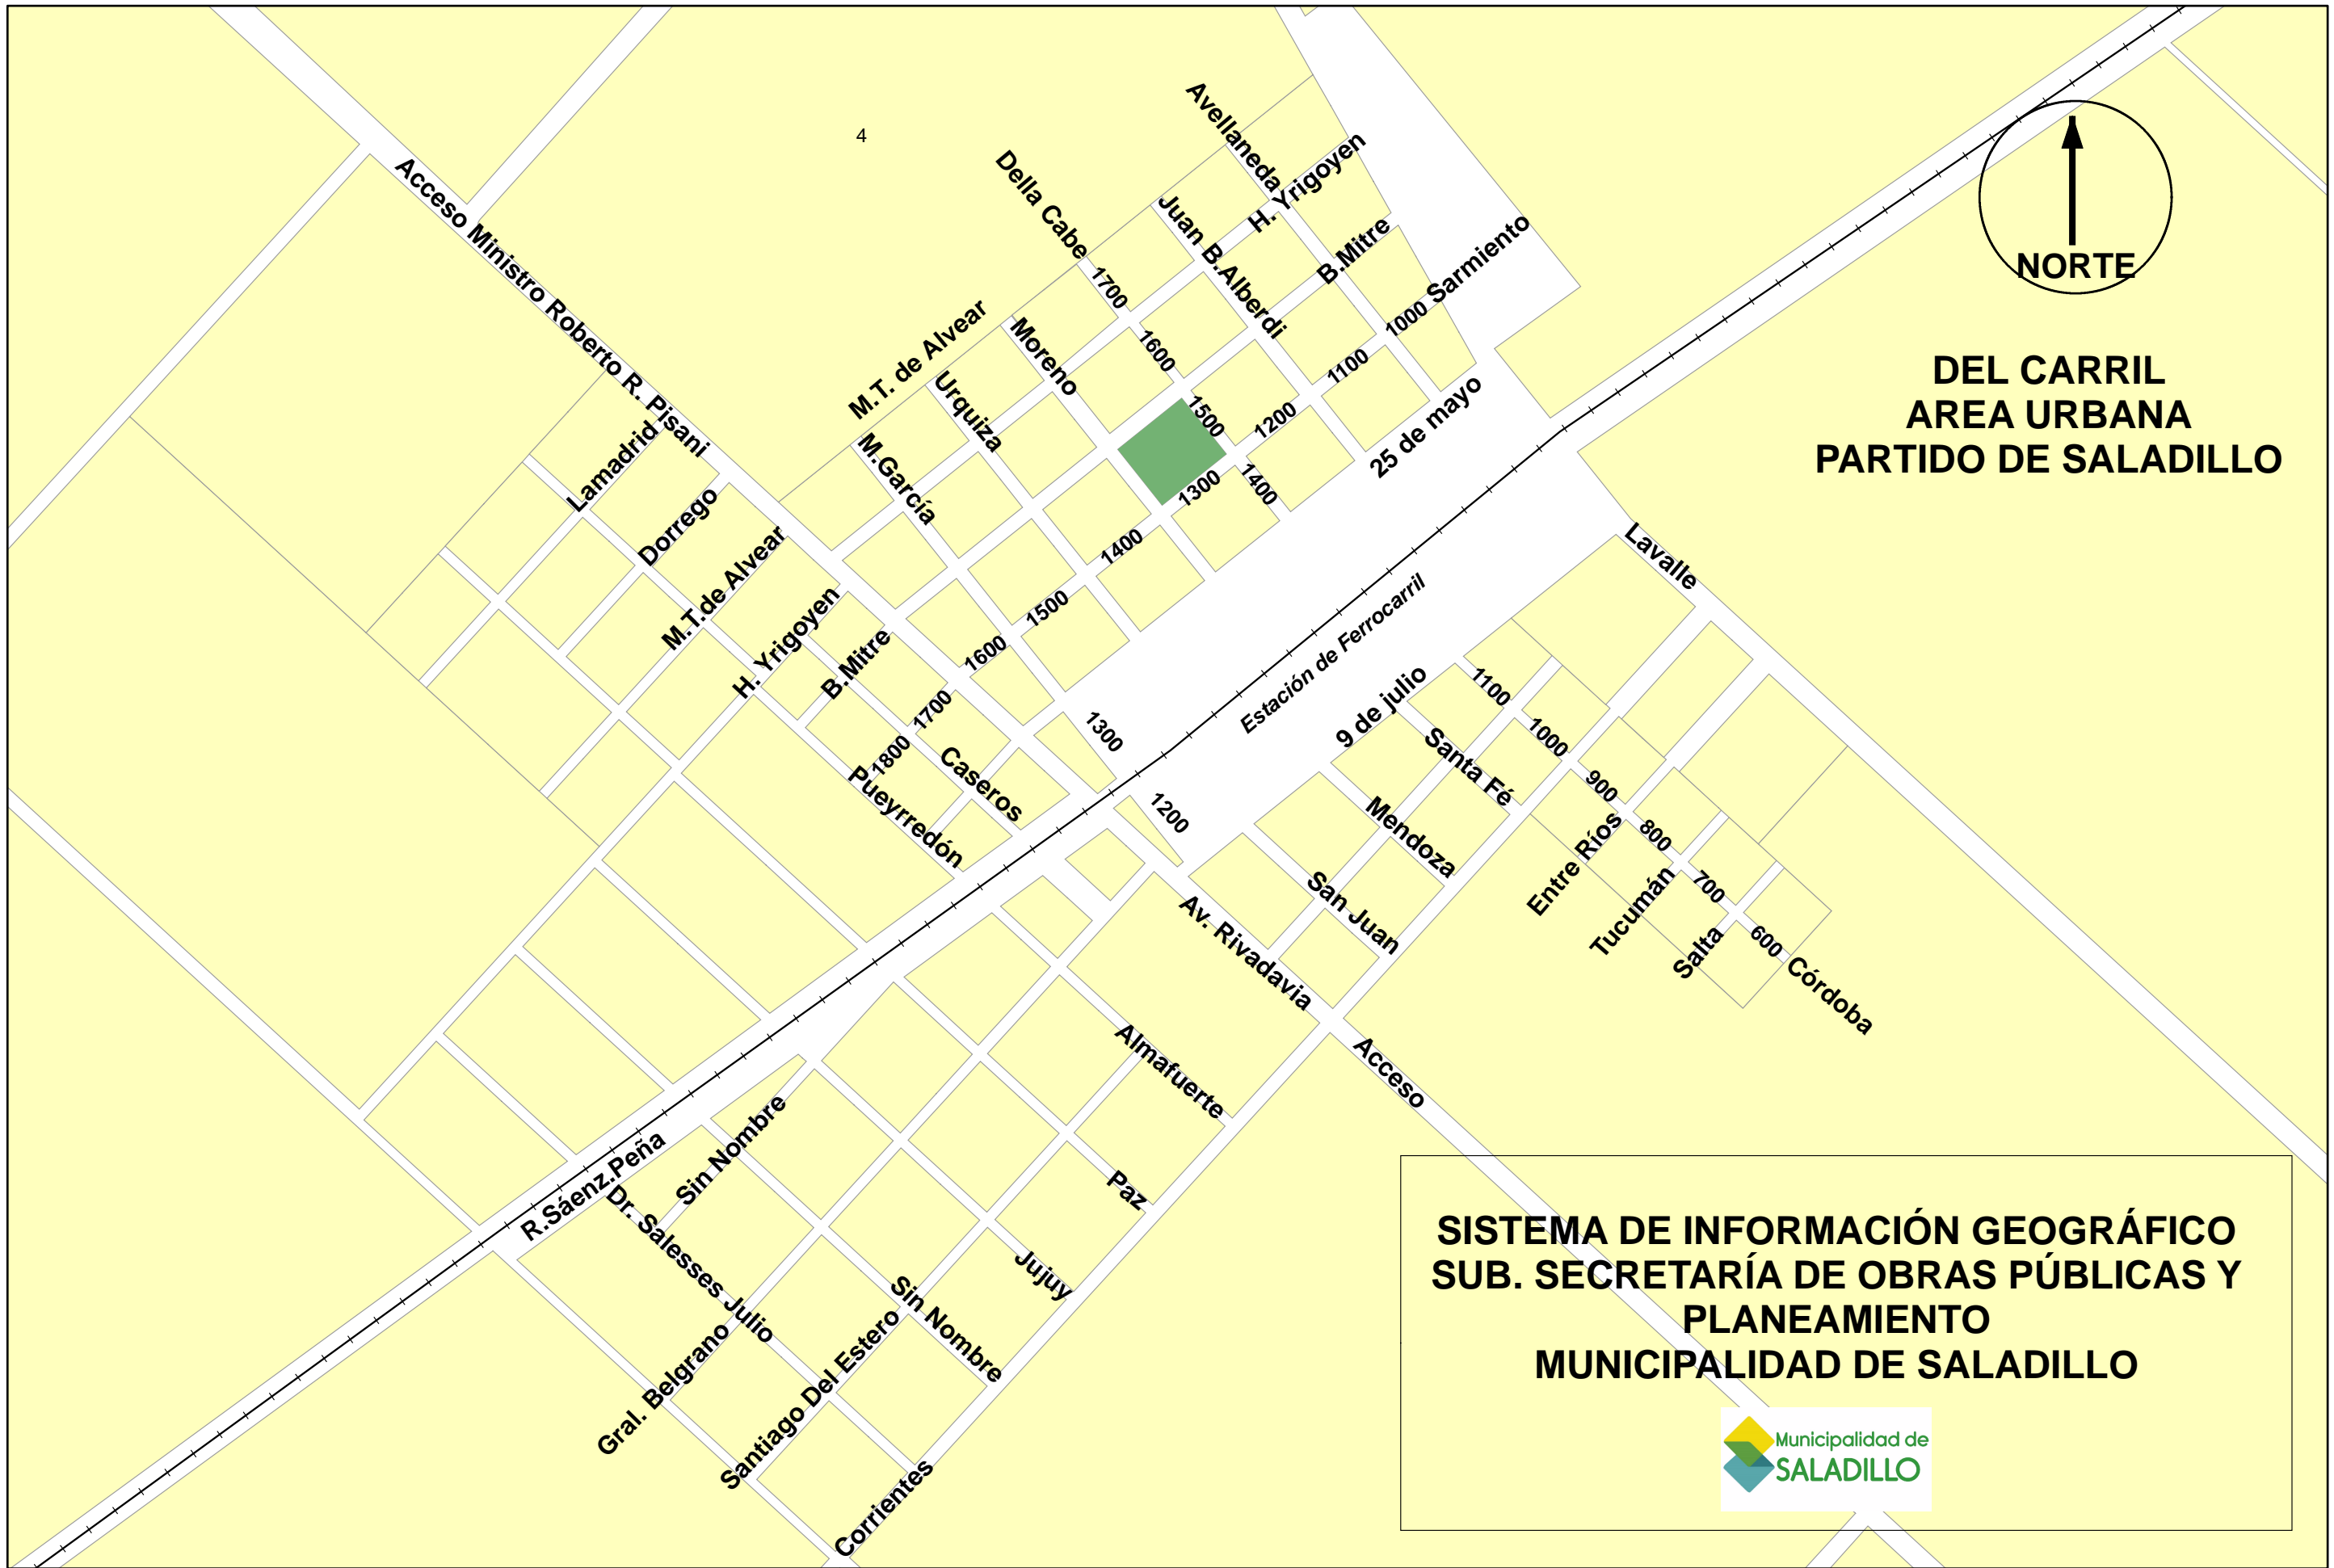 4
Avellaneda
H. Yrigoyen
Della Cabe
Juan B.Alberdi
B.Mitre
Sarmiento
1700
1600
1500
1400
1000
1100
1200
1300
1400
1500
1600
1700
1800
Acceso Ministro Roberto R. Pisani
M.T. de Alvear
Moreno
Urquiza
M.García
25 de mayo
Lamadrid
Dorrego
M.T.de Alvear
H. Yrigoyen
B.Mitre
Caseros
Pueyrredón
1300
1200
Estación de Ferrocarril
NORTE
DEL CARRIL
AREA URBANA
PARTIDO DE SALADILLO
Lavalle
9 de julio
1100
1000
900
800
700
600
Córdoba
Santa Fé
Mendoza
San Juan
Entre Ríos
Tucumán
Salta
Av. Rivadavia
Acceso
Almafuerte
Paz
Jujuy
Sin Nombre
Sin Nombre
R.Sáenz.Peña
Dr. Salesses Julio
Gral. Belgrano
Santiago Del Estero
Corrientes
SISTEMA DE INFORMACIÓN GEOGRÁFICO
SUB. SECRETARÍA DE OBRAS PÚBLICAS Y
PLANEAMIENTO
MUNICIPALIDAD DE SALADILLO
Municipalidad de
SALADILLO